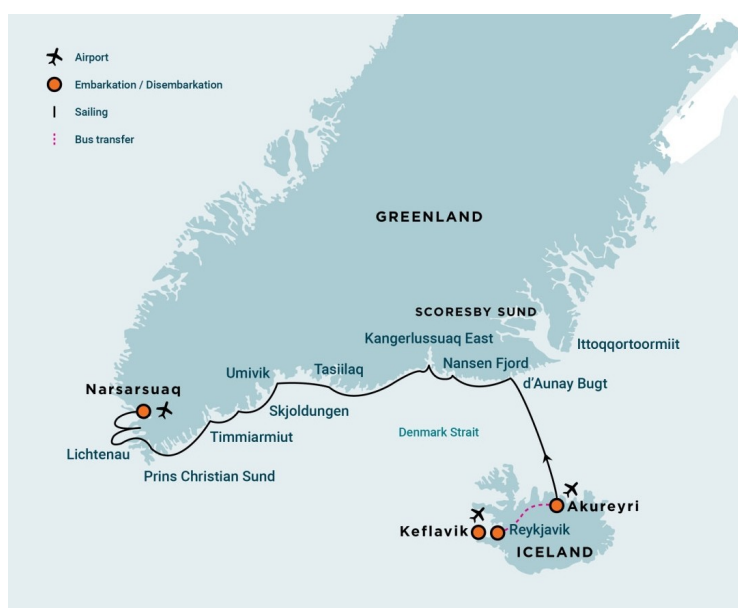 Airport
Embarkation / Disembarkation
Sailing
Bus transfer
GREENLAND
SCORESBY SUND
Kangerlussuaq East
Ittoqqortoormiit
Nansen Fjord
Tasiilaq
Umivik
d'Aunay Bugt
Narsarsuaq
Skjoldungen
Timmiarmiut
Denmark Strait
Lichtenau
Prins Christian Sund
Akureyri
Keflavik
Reykjavik
ICELAND